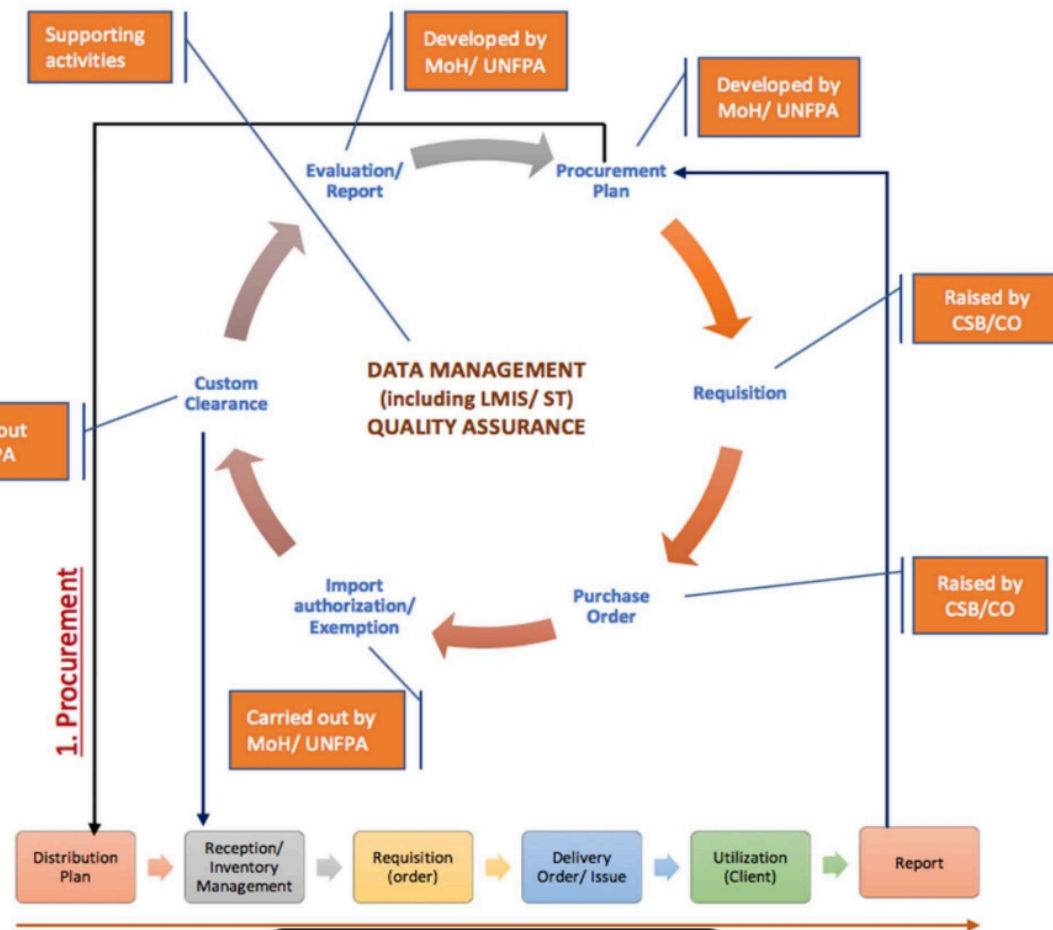 Supporting
activities
Developed by
MoH/ UNFPA
Developed by
MoH/ UNFPA
Evaluation/
Report
Procurement
Plan
Raised by
CSB/CO
DATA MANAGEMENT
(including LMIS/ ST)
QUALITY ASSURANCE
Custom
Clearance
Requisition
out
PA
Import
authorization/
Exemption
Purchase
Order
Raised by
CSB/CO
1. Procurement
Carried out by
MoH/ UNFPA
Distribution
Plan
Reception/
Inventory
Management
Requisition
(order)
Delivery
Order/ Issue
Utilization
(Client)
Report